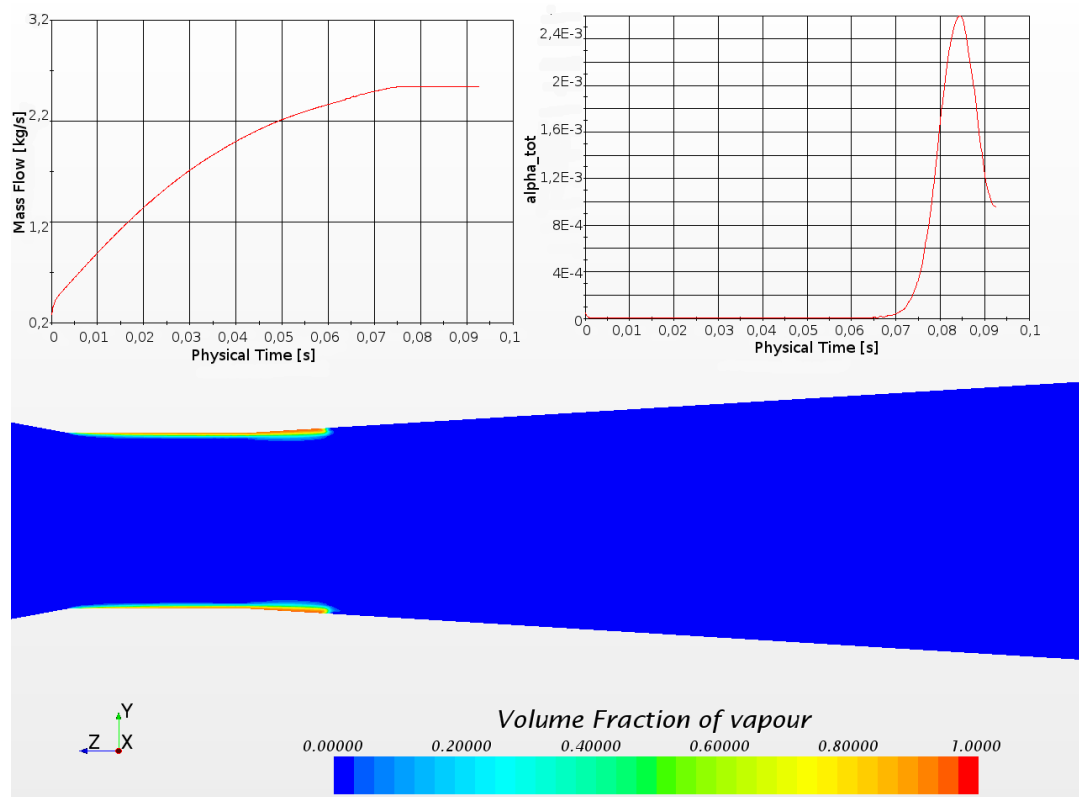 3,2
2,2
1,2
0,2
Mass Flow [kg/s]
0 0,01 0,02 0,03 0,04 0,05 0,06 0,07 0,08 0,09 0,1
Physical Time [s]
2,4E-3
2E-3
1,6E-3
1,2E-3
8E-4
4E-4
0
alpha_tot
0 0,01 0,02 0,03 0,04 0,05 0,06 0,07 0,08 0,09 0,1
Physical Time [s]
Y
Z X
Volume Fraction of vapour
0.00000 0.20000 0.40000 0.60000 0.80000 1.0000